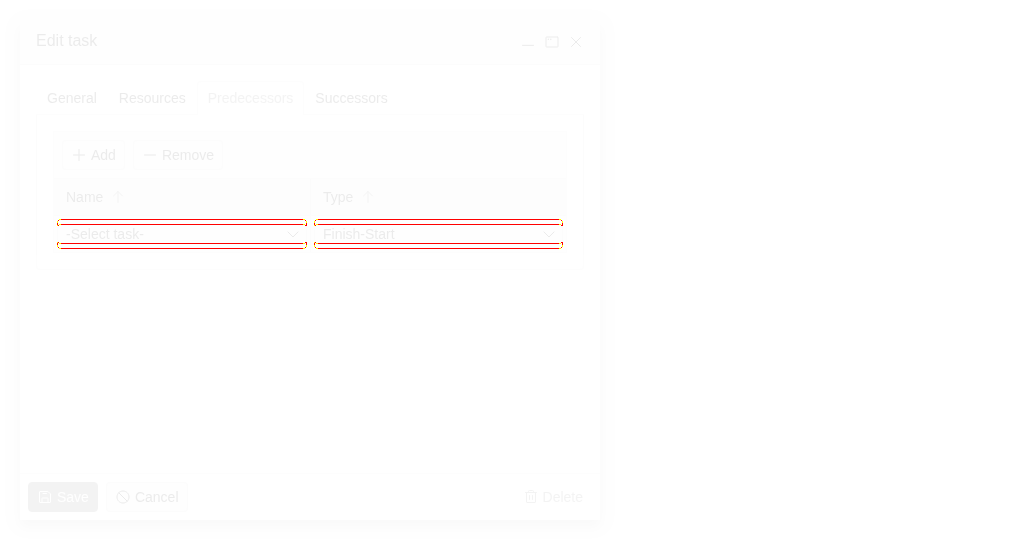 Edit task
General Resources Predecessors Successors
Add Remove
Name Type
-Select task- Finish-Start
Save Cancel Delete